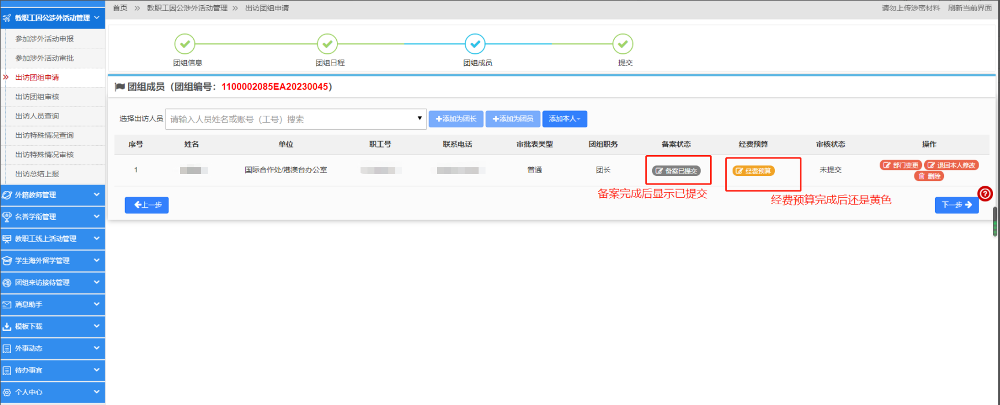 首页 » 教职工因公涉外活动管理 » 出访团组申请
请勿上传涉密材料 刷新当前界面
教职工因公涉外活动管理
参加涉外活动申报
参加涉外活动审批
» 出访团组申请
出访团组审核
出访人员查询
出访特殊情况查询
出访特殊情况审核
出访总结上报
外籍教师管理
名誉学衔管理
教职工线上活动管理
学生海外留学管理
团组来访接待管理
消息助手
模板下载
外事动态
待办事宜
个人中心
团组信息 团组日程 团组成员 提交
团组成员（团组编号：1100002085EA20230045）
选择出访人员 请输入人员姓名或账号（工号）搜索 添加为团长 添加为团员 添加本人
序号 姓名 单位 职工号 联系电话 审批表类型 团组职务 备案状态 经费预算 审核状态 操作
1 国际合作处/港澳台办公室 普通 团长 备案已提交 经费预算 未提交 部门变更 退回本人修改
删除
备案完成后显示已提交
经费预算完成后还是黄色
上一步 下一步